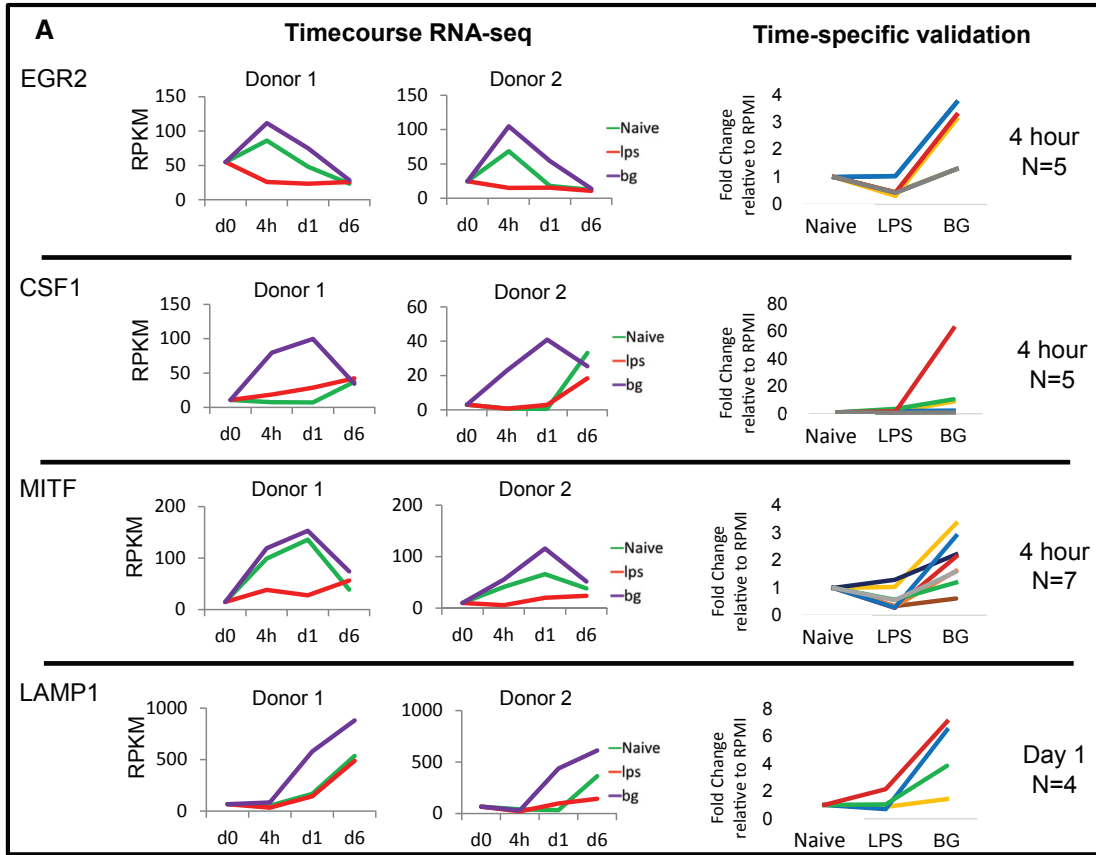 A
Timecourse RNA-seq
Time-specific validation
EGR2
Donor 1
Donor 2
RPKM
150
100
50
0
d0 4h d1 d6
150
100
50
0
d0 4h d1 d6
Naive
lps
bg
Fold Change
relative to RPMI
4
3
2
1
0
Naive LPS BG
4 hour
N=5
CSF1
Donor 1
Donor 2
RPKM
150
100
50
0
d0 4h d1 d6
60
40
20
0
d0 4h d1 d6
Naive
lps
bg
Fold Change
relative to RPMI
80
60
40
20
0
Naive LPS BG
4 hour
N=5
MITF
Donor 1
Donor 2
RPKM
200
100
0
d0 4h d1 d6
200
100
0
d0 4h d1 d6
Naive
lps
bg
Fold Change
relative to RPMI
4
3
2
1
0
Naive LPS BG
4 hour
N=7
LAMP1
Donor 1
Donor 2
RPKM
1000
500
0
d0 4h d1 d6
1000
500
0
d0 4h d1 d6
Naive
lps
bg
Fold Change
relative to RPMI
8
6
4
2
0
Naive LPS BG
Day 1
N=4